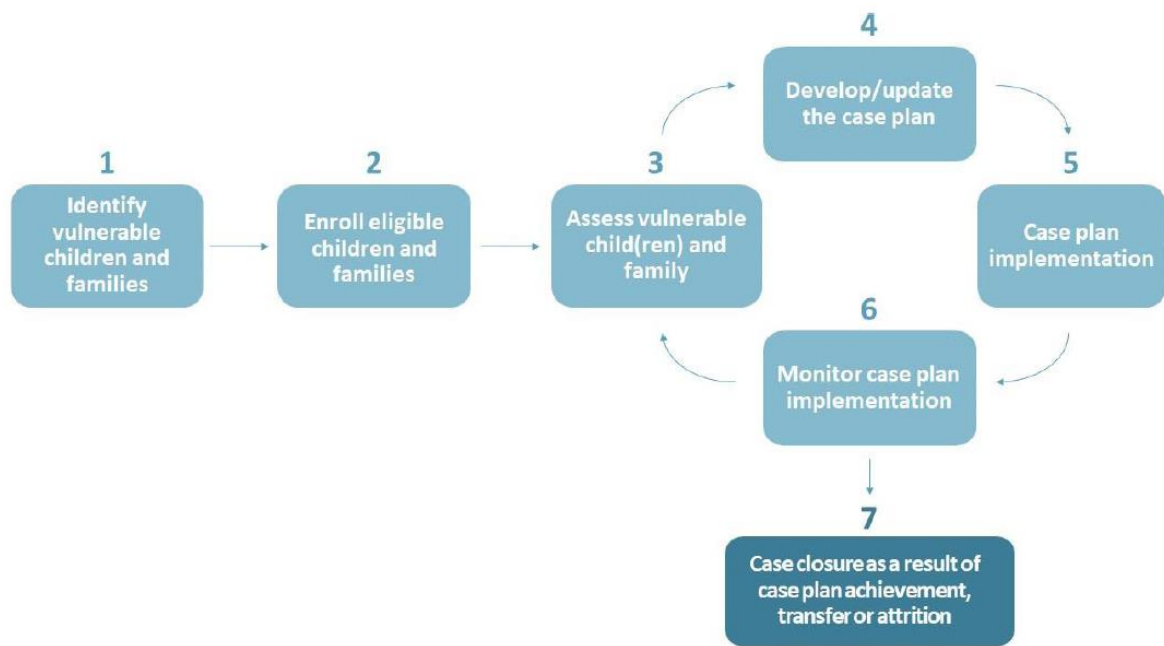 1
Identify
vulnerable
children and
families
2
Enroll eligible
children and
families
3
Assess vulnerable
child(ren) and
family
4
Develop/update
the case plan
5
Case plan
implementation
6
Monitor case plan
implementation
7
Case closure as a result of
case plan achievement,
transfer or attrition